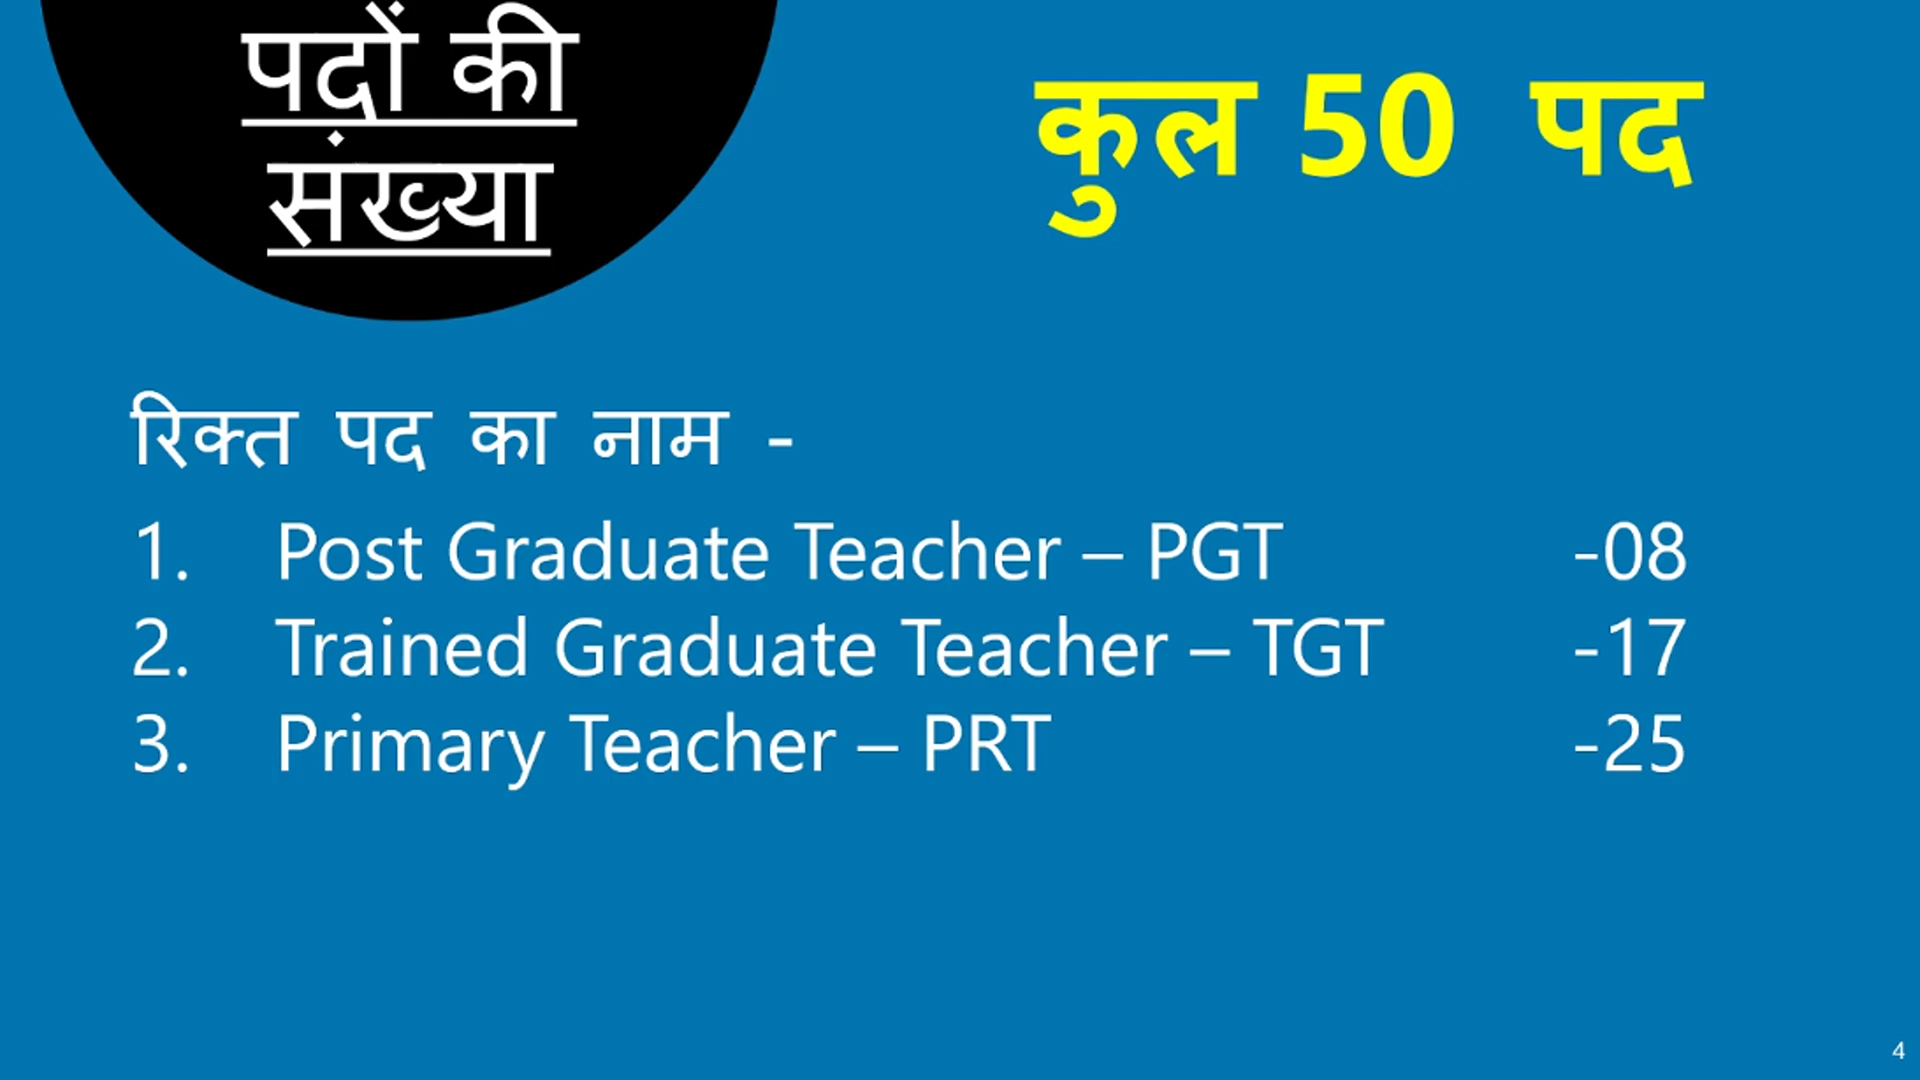 पदों की
संख्या
कुल 50 पद
रिक्त पद का नाम -
1. Post Graduate Teacher – PGT -08
2. Trained Graduate Teacher – TGT -17
3. Primary Teacher – PRT -25
4